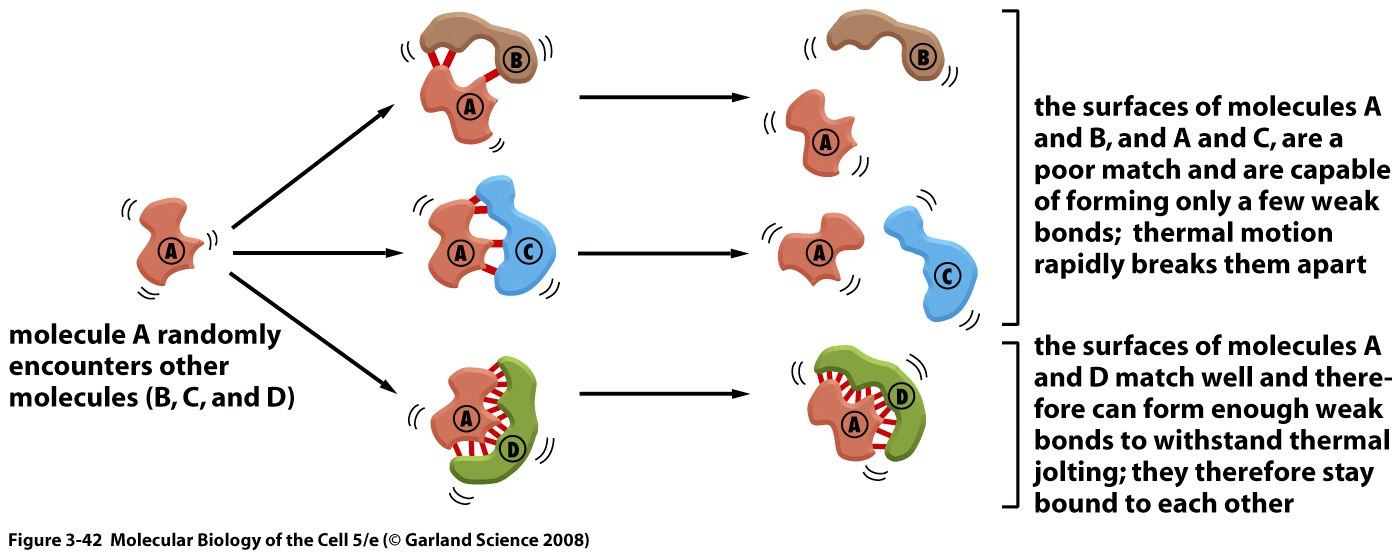 B
A
B
A
the surfaces of molecules A
and B, and A and C, are a
poor match and are capable
of forming only a few weak
bonds; thermal motion
rapidly breaks them apart
A
A
C
A
C
molecule A randomly
encounters other
molecules (B, C, and D)
A
D
D
A
the surfaces of molecules A
and D match well and there-
fore can form enough weak
bonds to withstand thermal
jolting; they therefore stay
bound to each other
Figure 3-42 Molecular Biology of the Cell 5/e (© Garland Science 2008)